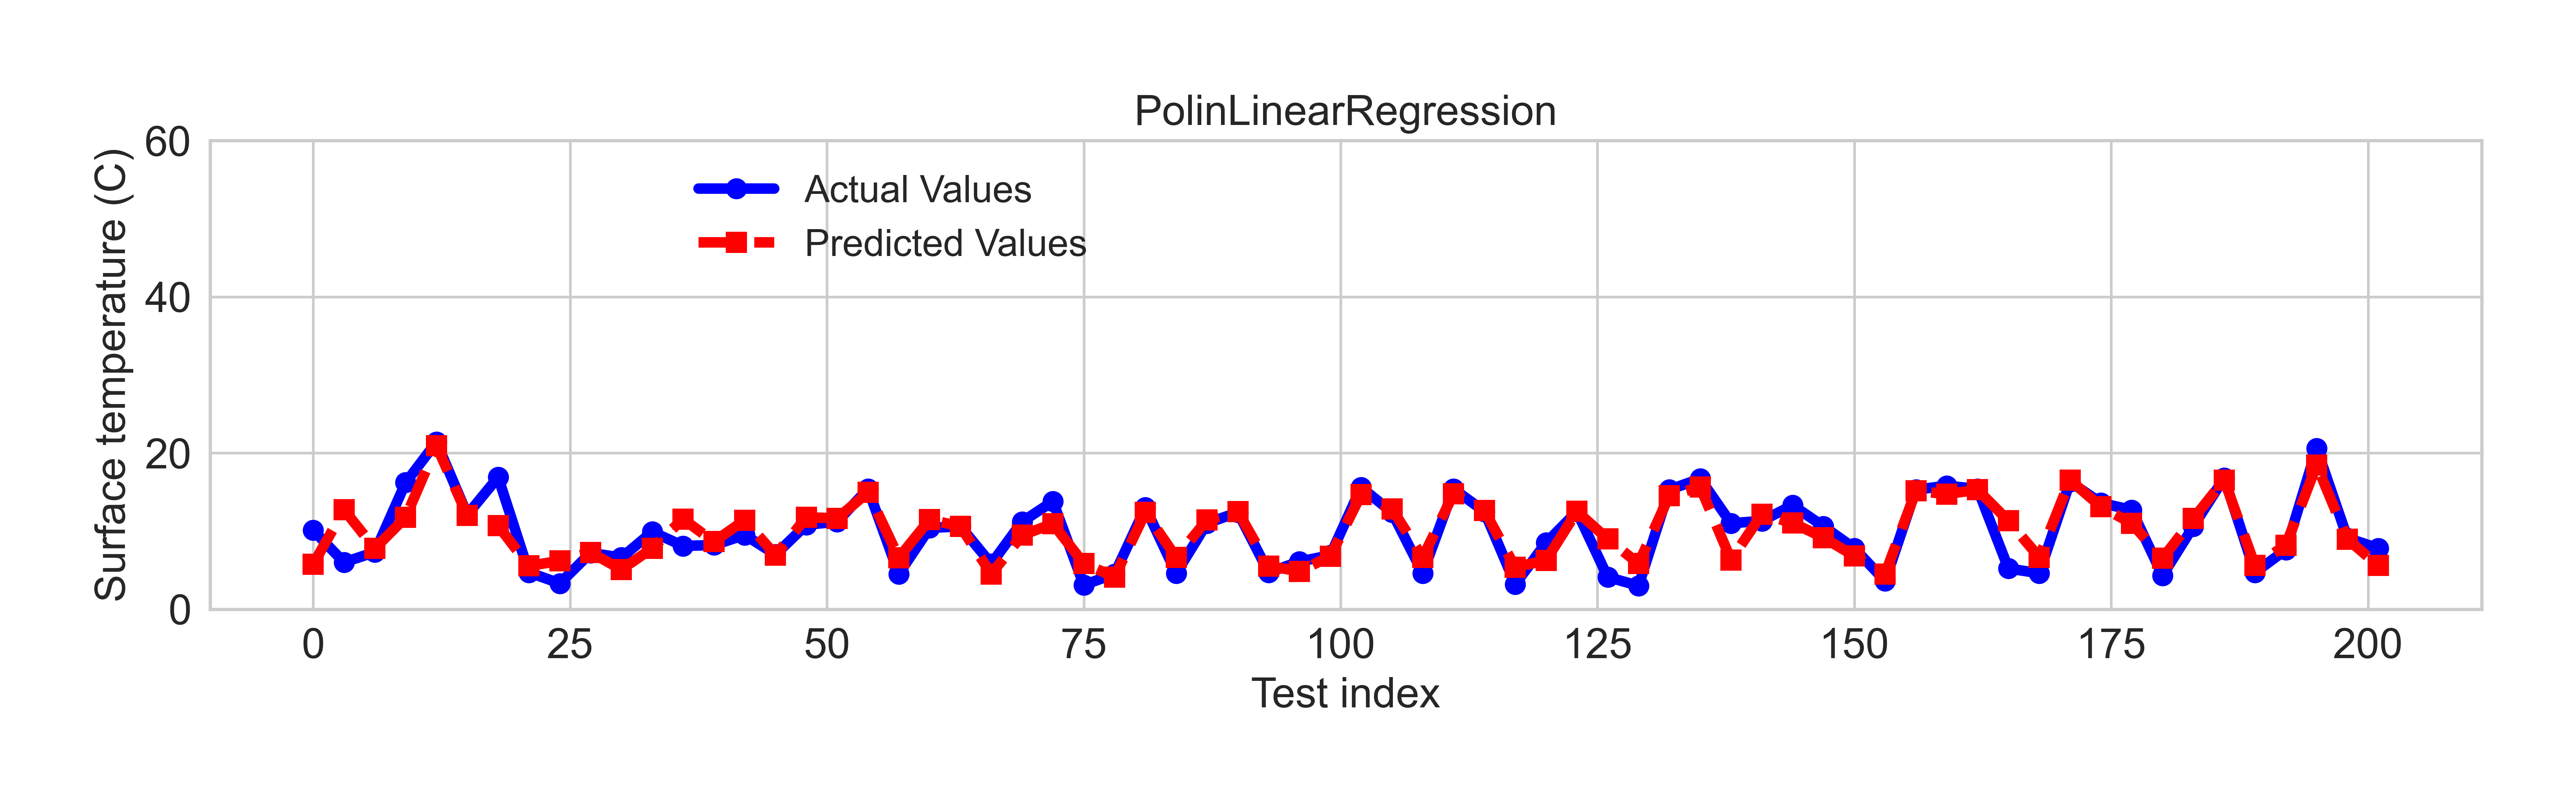 PolinLinearRegression
Surface temperature (C)
60
40
20
0
Actual Values
Predicted Values
0 25 50 75 100 125 150 175 200
Test index